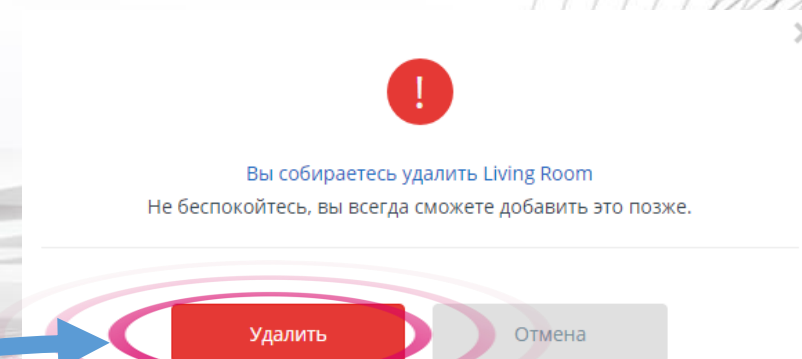 !
Вы собираетесь удалить Living Room
Не беспокойтесь, вы всегда сможете добавить это позже.
Удалить
Отмена